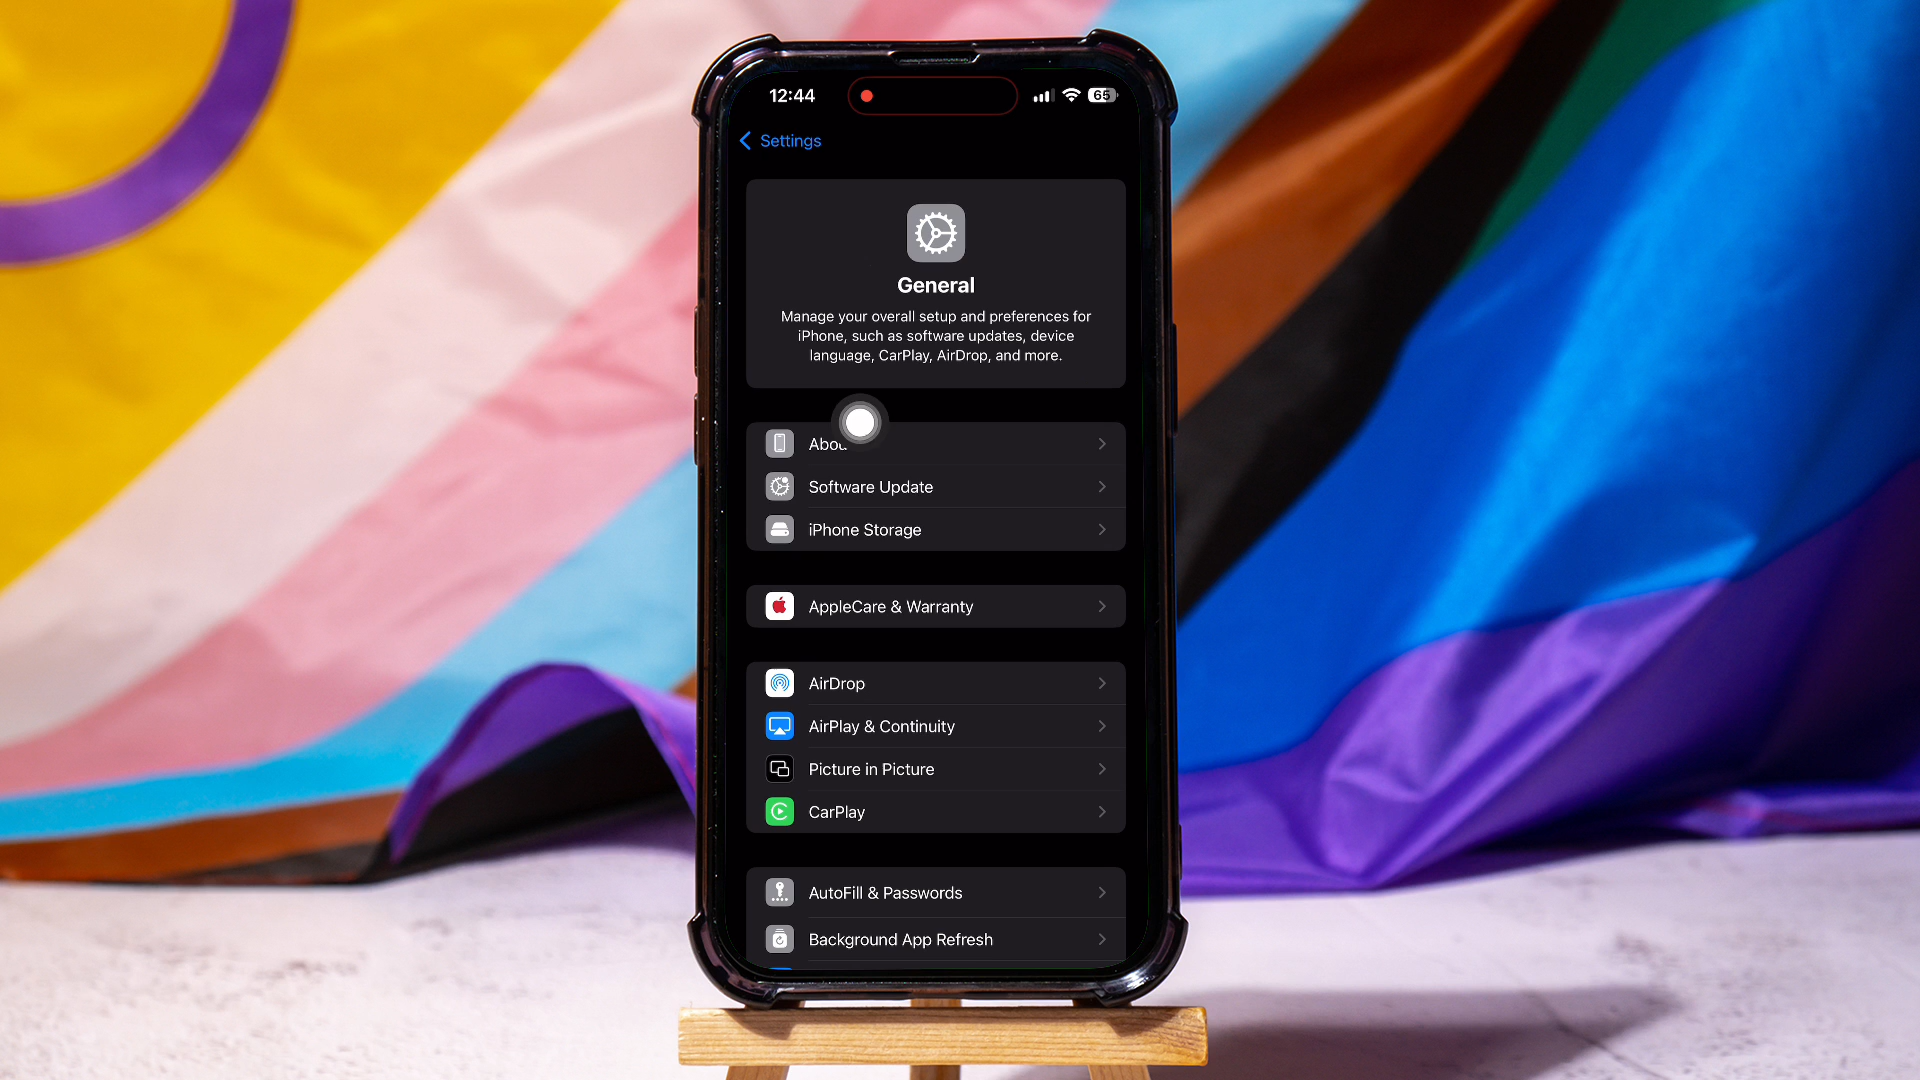 12:44
65
Settings
General
Manage your overall setup and preferences for
iPhone, such as software updates, device
language, CarPlay, AirDrop, and more.
Abou
Software Update
iPhone Storage
AppleCare & Warranty
AirDrop
AirPlay & Continuity
Picture in Picture
CarPlay
AutoFill & Passwords
Background App Refresh